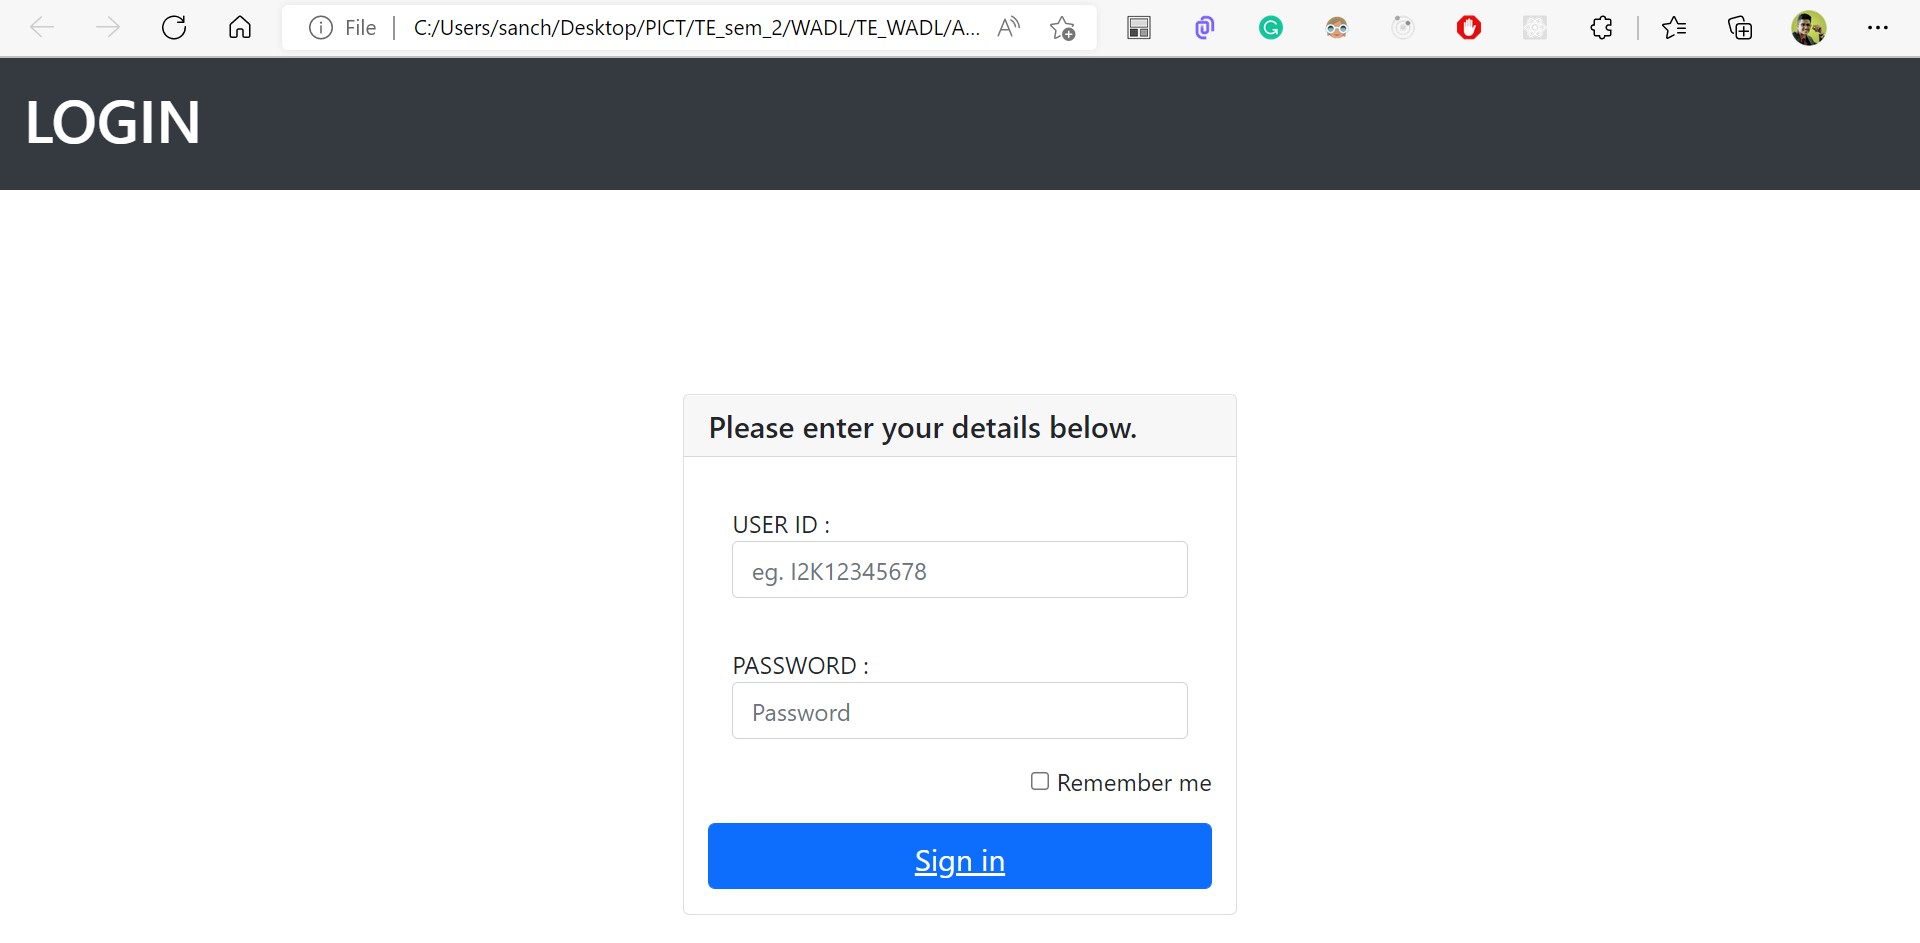 File | C:/Users/sanch/Desktop/PICT/TE_sem_2/WADL/TE_WADL/A...
LOGIN
Please enter your details below.
USER ID :
eg. I2K12345678
PASSWORD :
Password
Remember me
Sign in